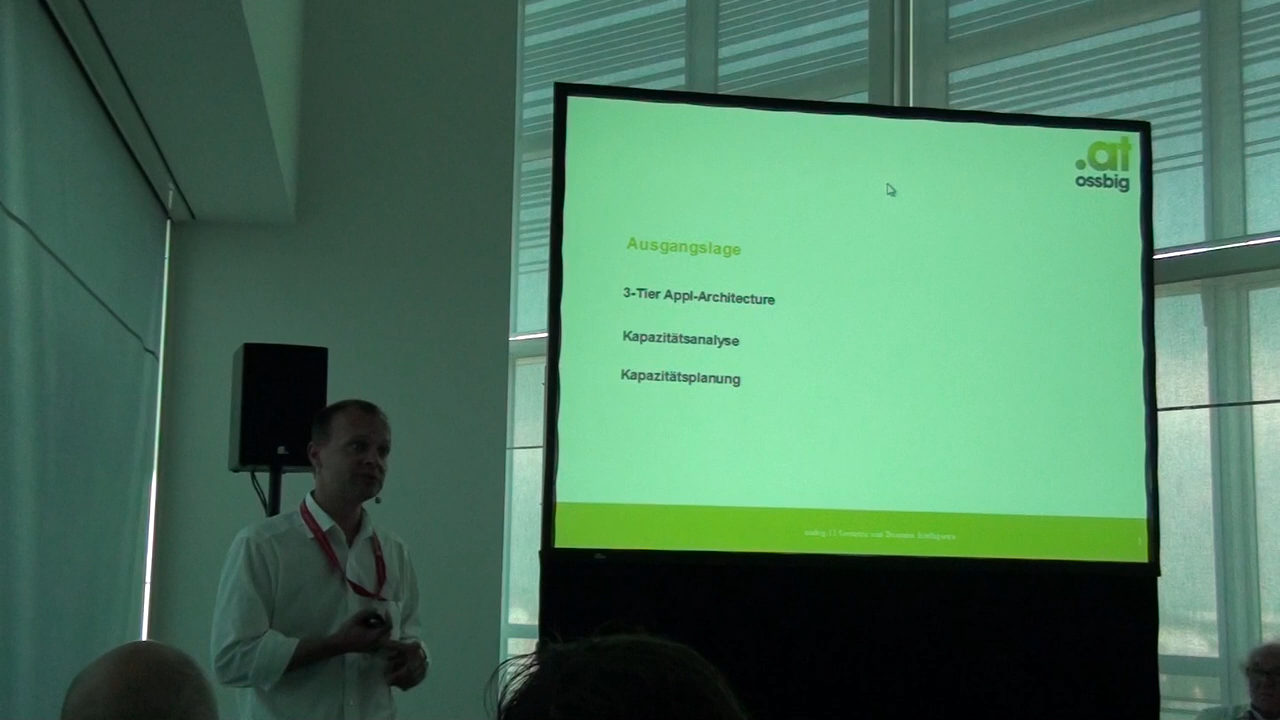 .at
ossbig
Ausgangslage
3-Tier Appl-Architecture
Kapazitätsanalyse
Kapazitätsplanung